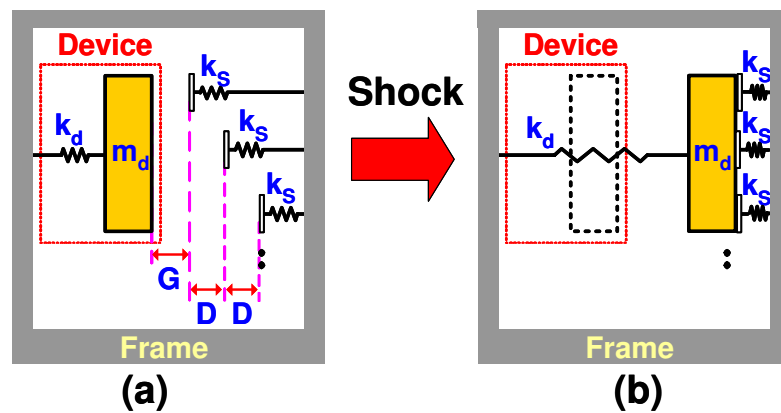 Device
k_S
k_d
m_d
k_S
k_S
G
D D
Frame
(a)
Shock
Device
k_S
k_d
m_d
k_S
k_S
Frame
(b)